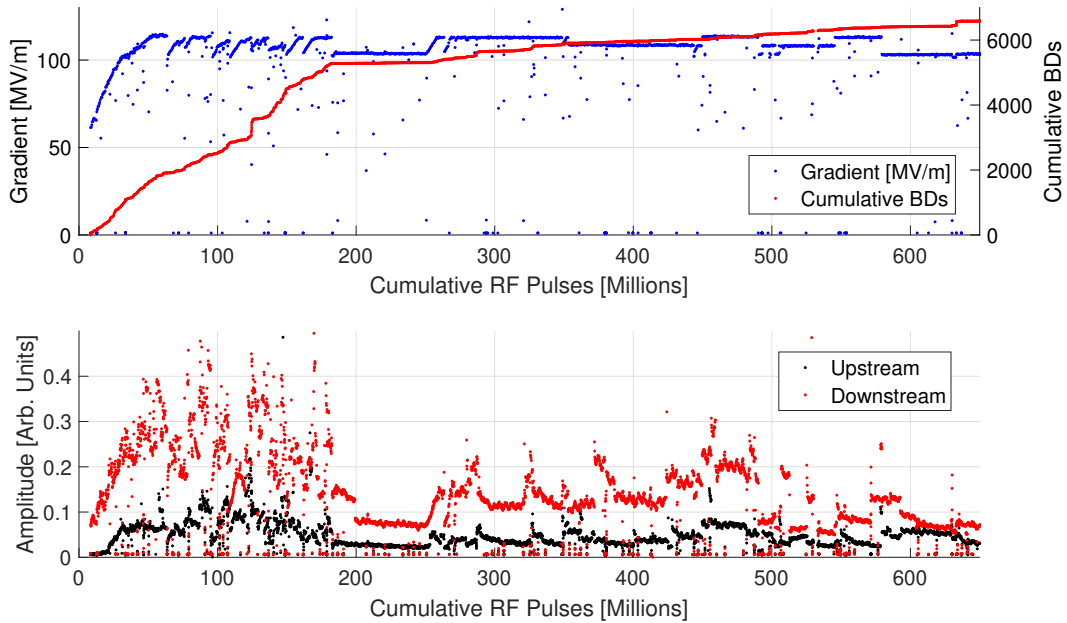 Gradient [MV/m]
100
50
0
6000
4000
2000
0
Cumulative BDs
Gradient [MV/m]
Cumulative BDs
0 100 200 300 400 500 600
Cumulative RF Pulses [Millions]
Amplitude [Arb. Units]
0.4
0.3
0.2
0.1
0
Upstream
Downstream
0 100 200 300 400 500 600
Cumulative RF Pulses [Millions]